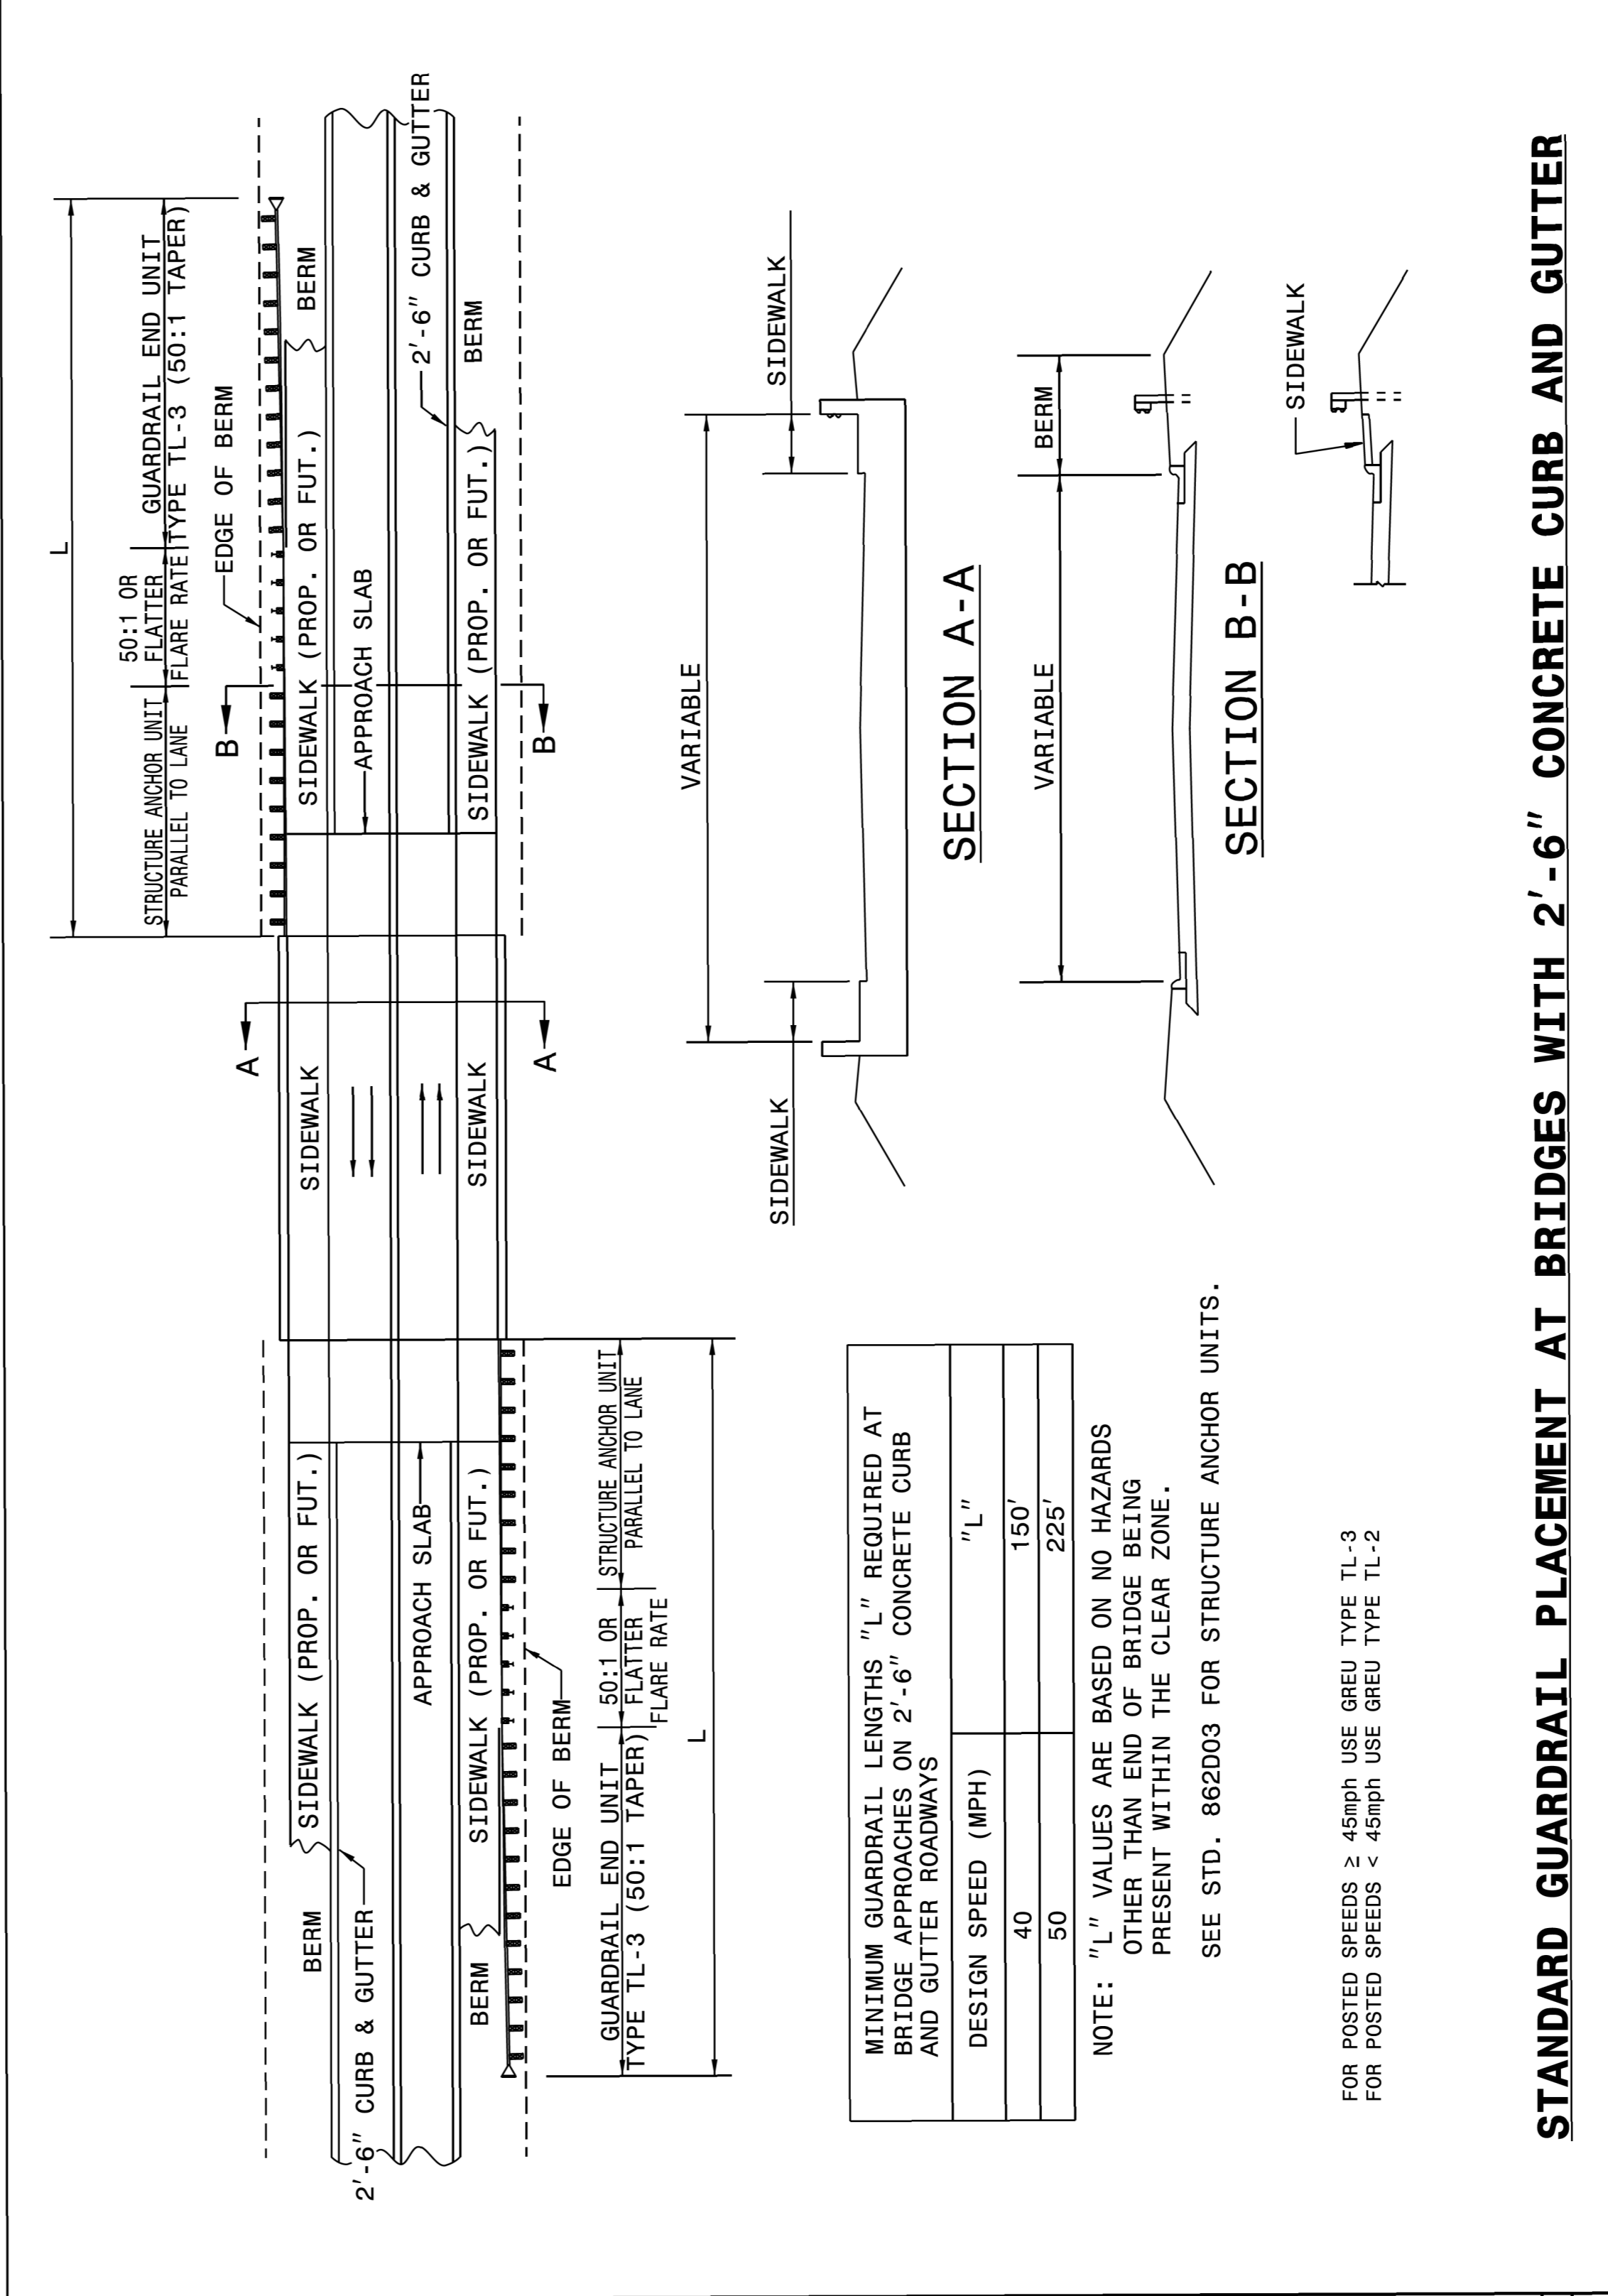 2'-6" CURB & GUTTER
BERM
SIDEWALK (PROP. OR FUT.)
APPROACH SLAB
SIDEWALK (PROP. OR FUT.)
BERM
EDGE OF BERM
GUARDRAIL END UNIT
TYPE TL-3 (50:1 TAPER)
50:1 OR
FLATTER
FLARE RATE
STRUCTURE ANCHOR UNIT
PARALLEL TO LANE
L
SIDEWALK
SIDEWALK
A
A
L
STRUCTURE ANCHOR UNIT
PARALLEL TO LANE
50:1 OR
FLATTER
FLARE RATE
GUARDRAIL END UNIT
TYPE TL-3 (50:1 TAPER)
EDGE OF BERM
B
B
SIDEWALK (PROP. OR FUT.)
BERM
APPROACH SLAB
2'-6" CURB & GUTTER
SIDEWALK (PROP. OR FUT.)
BERM
SIDEWALK
VARIABLE
SIDEWALK
SECTION A-A
VARIABLE
BERM
SECTION B-B
SIDEWALK
MINIMUM GUARDRAIL LENGTHS "L" REQUIRED AT
BRIDGE APPROACHES ON 2'-6" CONCRETE CURB
AND GUTTER ROADWAYS
DESIGN SPEED (MPH) "L"
40 150'
50 225'
NOTE: "L" VALUES ARE BASED ON NO HAZARDS
OTHER THAN END OF BRIDGE BEING
PRESENT WITHIN THE CLEAR ZONE.
SEE STD. 862D03 FOR STRUCTURE ANCHOR UNITS.
FOR POSTED SPEEDS ≥ 45mph USE GREU TYPE TL-3
FOR POSTED SPEEDS < 45mph USE GREU TYPE TL-2
STANDARD GUARDRAIL PLACEMENT AT BRIDGES WITH 2'-6" CONCRETE CURB AND GUTTER